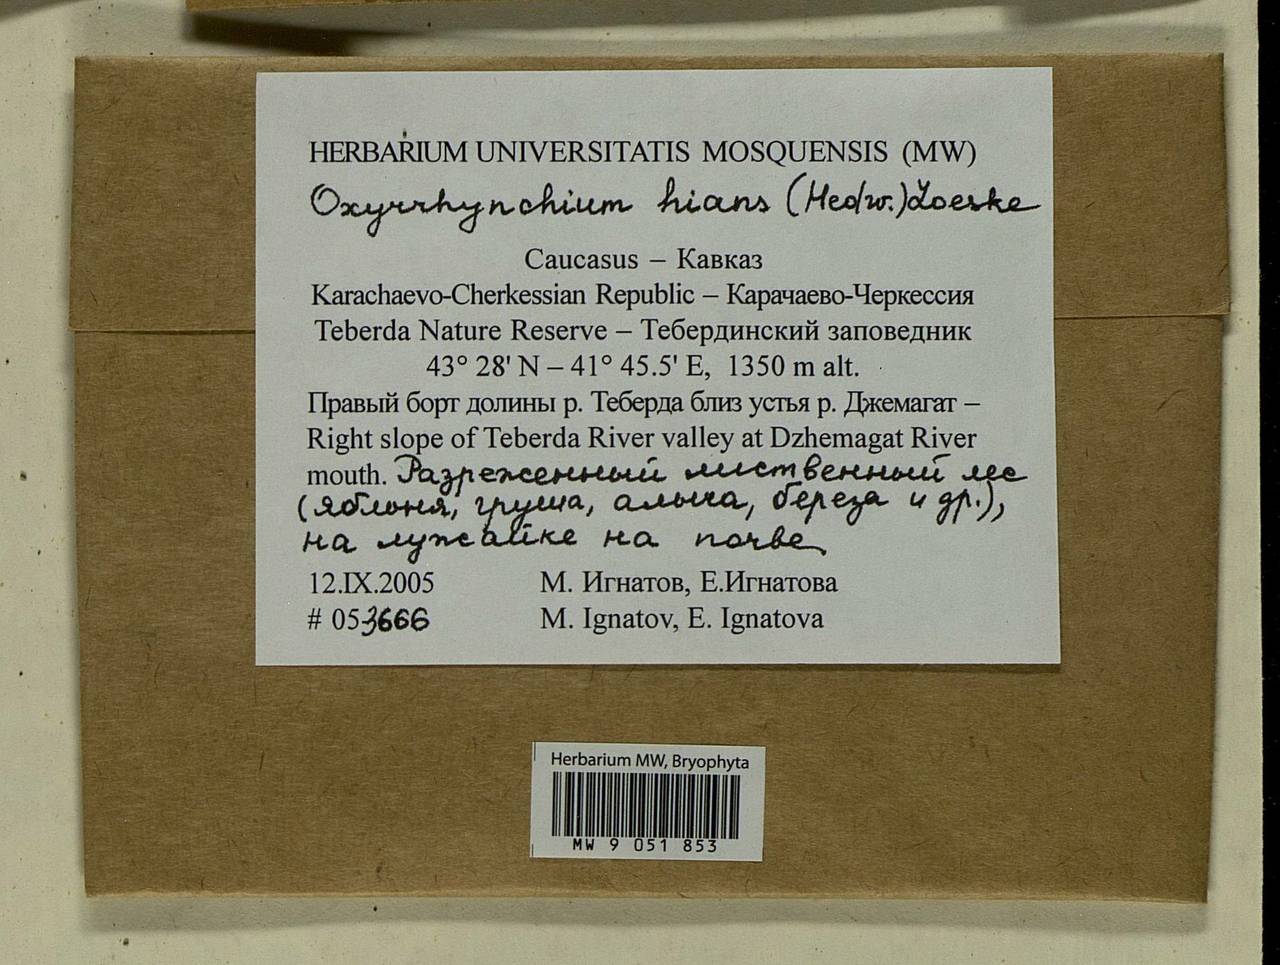 HERBARIUM UNIVERSITATIS MOSQUENSIS (MW)
Oxyrrhynchium hians (Hedw.) Loeske
Caucasus – Кавказ
Karachaevo-Cherkessian Republic – Карачаево-Черкессия
Teberda Nature Reserve – Тебердинский заповедник
43° 28' N – 41° 45.5' E, 1350 m alt.
Правый борт долины р. Теберда близ устья р. Джемагат –
Right slope of Teberda River valley at Dzhemagat River
mouth. Разреженный лиственный лес
(яблоня, груша, алыча, береза и др.),
на лужайке на почве
12.IX.2005 М. Игнатов, Е.Игнатова
# 053666 M. Ignatov, E. Ignatova
Herbarium MW, Bryophyta
MW 9 051 853